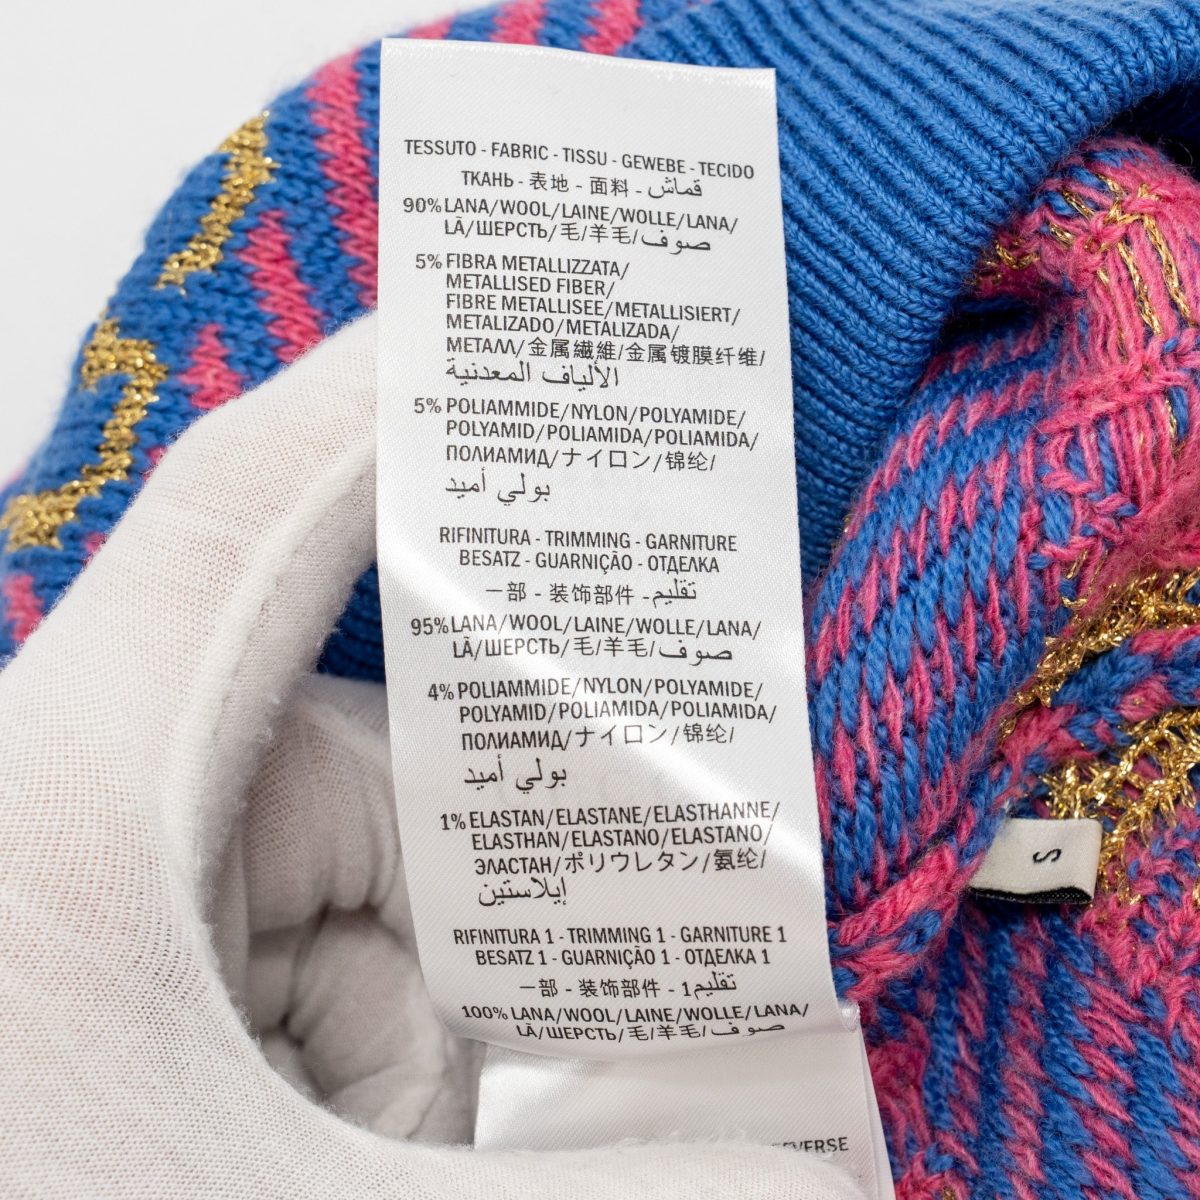 TESSUTO - FABRIC - TISSU - GEWEBE - TECIDO
ТКАНЬ - 表地 - 面料 - قماش
90% LANA/WOOL/LAINE/WOLLE/LANA/
LÃ/ШЕРСТЬ/毛/羊毛/صوف
5% FIBRA METALLIZZATA/
METALLISED FIBER/
FIBRE METALLISEE/METALLISIERT/
METALIZADO/METALIZADA/
МЕТАЛЛ/金属繊維/金属镀膜纤维/
الألياف المعدنية
5% POLIAMMIDE/NYLON/POLYAMIDE/
POLYAMID/POLIAMIDA/POLIAMIDA/
ПОЛИАМИД/ナイロン/锦纶/
بولي أميد
RIFINITURA - TRIMMING - GARNITURE
BESATZ - GUARNIÇÃO - ОТДЕЛКА
一部 - 装饰部件 - تقليم
95% LANA/WOOL/LAINE/WOLLE/LANA/
LÃ/ШЕРСТЬ/毛/羊毛/صوف
4% POLIAMMIDE/NYLON/POLYAMIDE/
POLYAMID/POLIAMIDA/POLIAMIDA/
ПОЛИАМИД/ナイロン/锦纶/
بولي أميد
1% ELASTAN/ELASTANE/ELASTHANNE/
ELASTHAN/ELASTANO/ELASTANO/
ЭЛАСТАН/ポリウレタン/氨纶/
إيلاستين
RIFINITURA 1 - TRIMMING 1 - GARNITURE 1
BESATZ 1 - GUARNIÇÃO 1 - ОТДЕЛКА 1
一部 - 装饰部件 - 1تقليم
100% LANA/WOOL/LAINE/WOLLE/LANA/
LÃ/ШЕРСТЬ/毛/羊毛/صوف
S